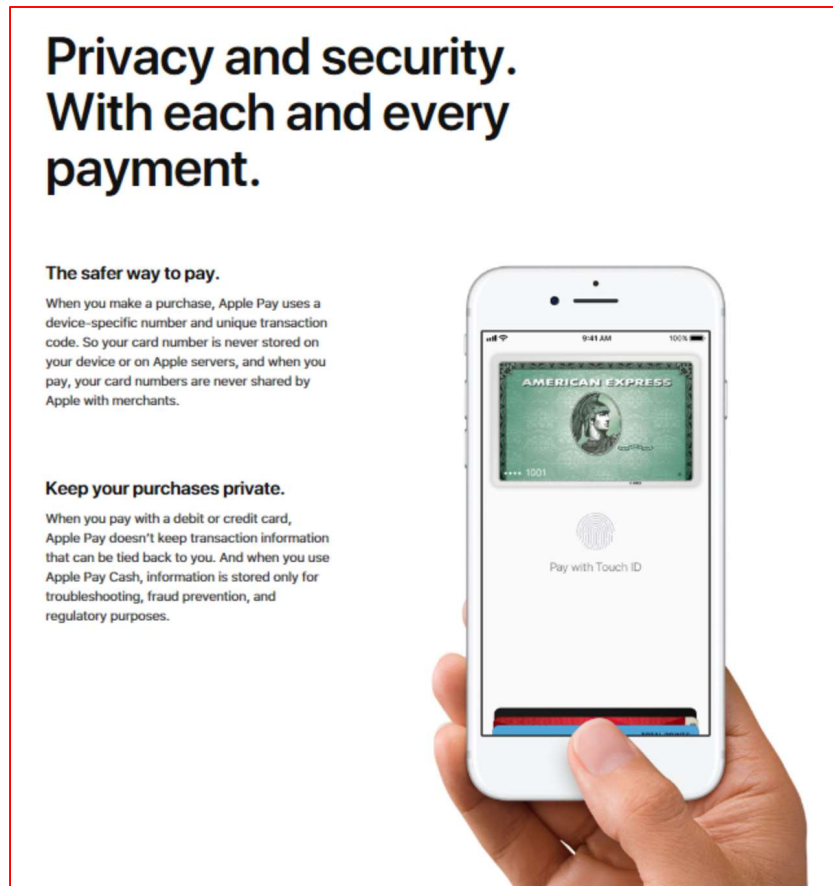 Privacy and security.
With each and every
payment.
The safer way to pay.
When you make a purchase, Apple Pay uses a
device-specific number and unique transaction
code. So your card number is never stored on
your device or on Apple servers, and when you
pay, your card numbers are never shared by
Apple with merchants.
Keep your purchases private.
When you pay with a debit or credit card,
Apple Pay doesn't keep transaction information
that can be tied back to you. And when you use
Apple Pay Cash, information is stored only for
troubleshooting, fraud prevention, and
regulatory purposes.
9:41 AM 100%
AMERICAN EXPRESS
•••• 1001
Pay with Touch ID